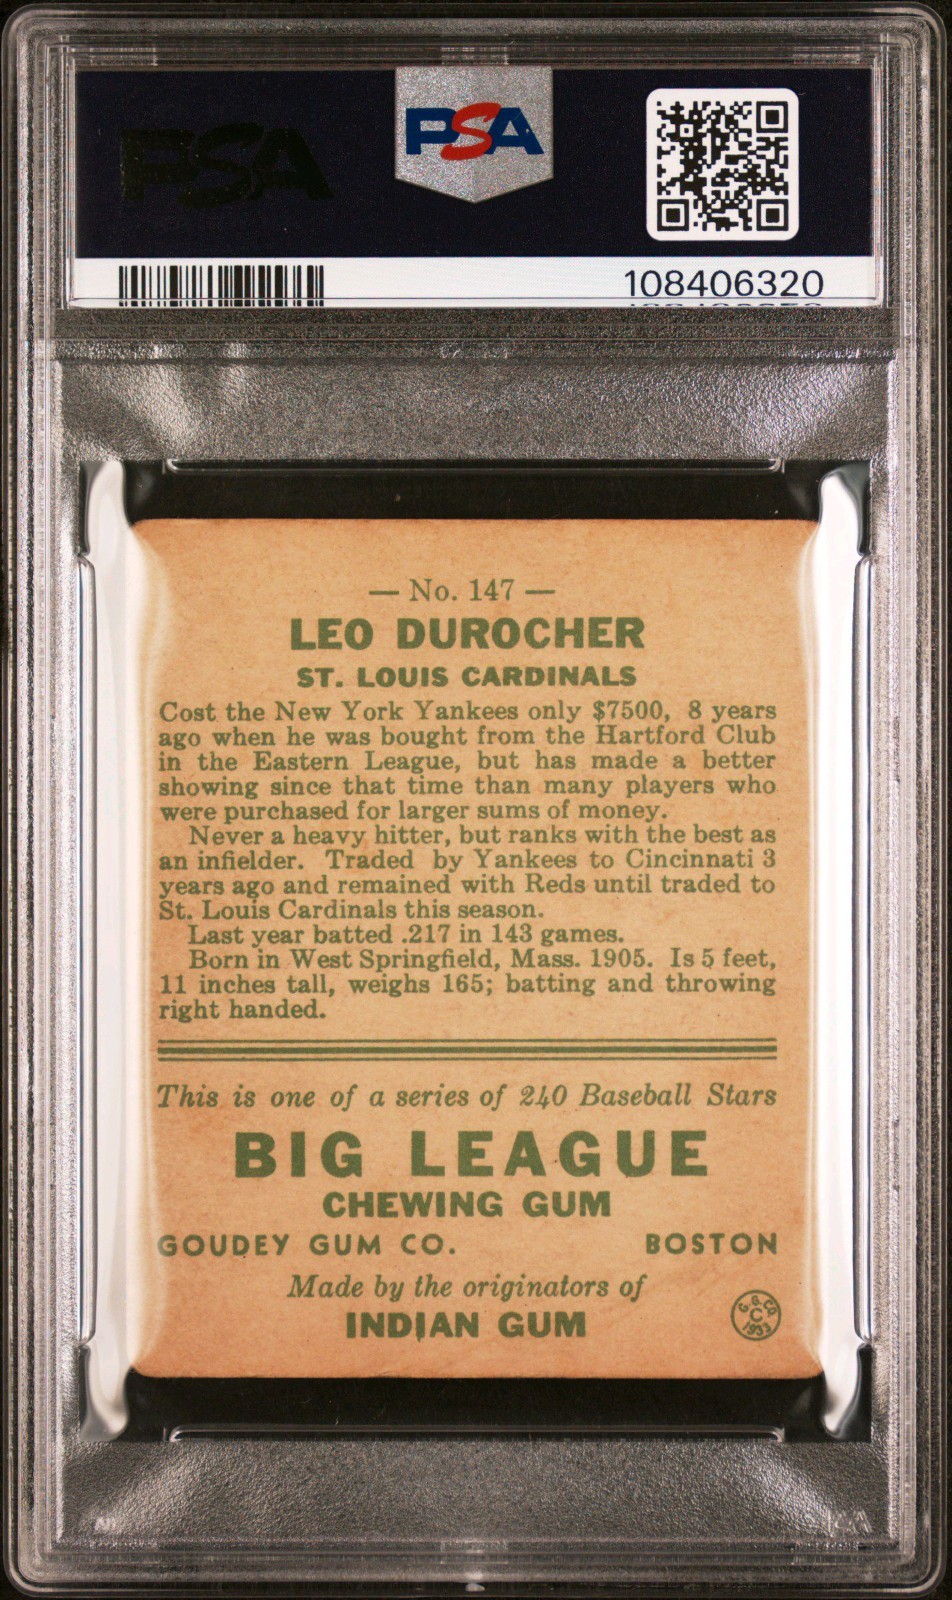 PSA
PSA
108406320
— No. 147 —
LEO DUROCHER
ST. LOUIS CARDINALS
Cost the New York Yankees only $7500, 8 years
ago when he was bought from the Hartford Club
in the Eastern League, but has made a better
showing since that time than many players who
were purchased for larger sums of money.
Never a heavy hitter, but ranks with the best as
an infielder. Traded by Yankees to Cincinnati 3
years ago and remained with Reds until traded to
St. Louis Cardinals this season.
Last year batted .217 in 143 games.
Born in West Springfield, Mass. 1905. Is 5 feet,
11 inches tall, weighs 165; batting and throwing
right handed.
This is one of a series of 240 Baseball Stars
BIG LEAGUE
CHEWING GUM
GOUDEY GUM CO. BOSTON
Made by the originators of
INDIAN GUM
G. G. CO.
C
1933